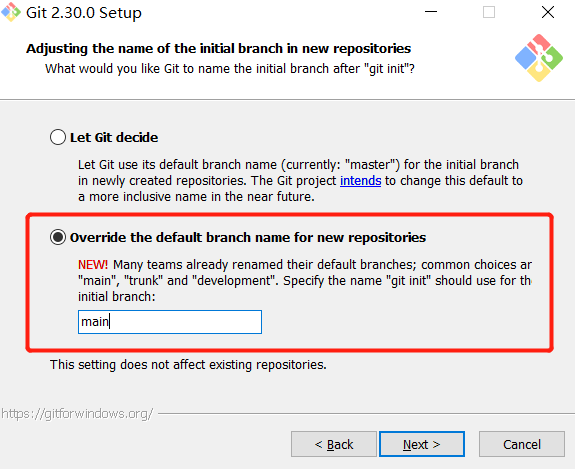 Git 2.30.0 Setup
Adjusting the name of the initial branch in new repositories
What would you like Git to name the initial branch after "git init"?
Let Git decide
Let Git use its default branch name (currently: "master") for the initial branch
in newly created repositories. The Git project intends to change this default to
a more inclusive name in the near future.
Override the default branch name for new repositories
NEW! Many teams already renamed their default branches; common choices ar
"main", "trunk" and "development". Specify the name "git init" should use for th
initial branch:
main
This setting does not affect existing repositories.
https://gitforwindows.org/
< Back
Next >
Cancel